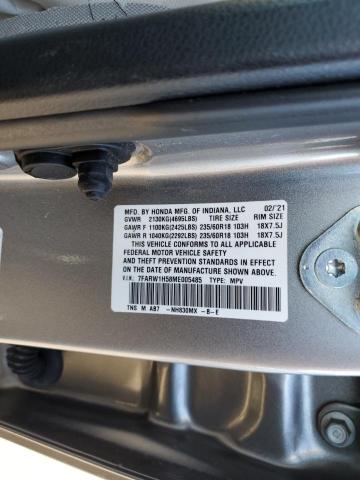 MFD. BY HONDA MFG. OF INDIANA, LLC 02/'21
GVWR 2130KG(4695LBS) TIRE SIZE RIM SIZE
GAWR F 1100KG(2425LBS) 235/60R18 103H 18X7.5J
GAWR R 1040KG(2292LBS) 235/60R18 103H 18X7.5J
THIS VEHICLE CONFORMS TO ALL APPLICABLE
FEDERAL MOTOR VEHICLE SAFETY
AND THEFT PREVENTION STANDARDS IN EFFECT
ON THE DATE OF MANUFACTURE SHOWN ABOVE.
V.I.N. 7FARW1H58ME005485 TYPE: MPV
TNS M AB7 -NH830MX -B-E